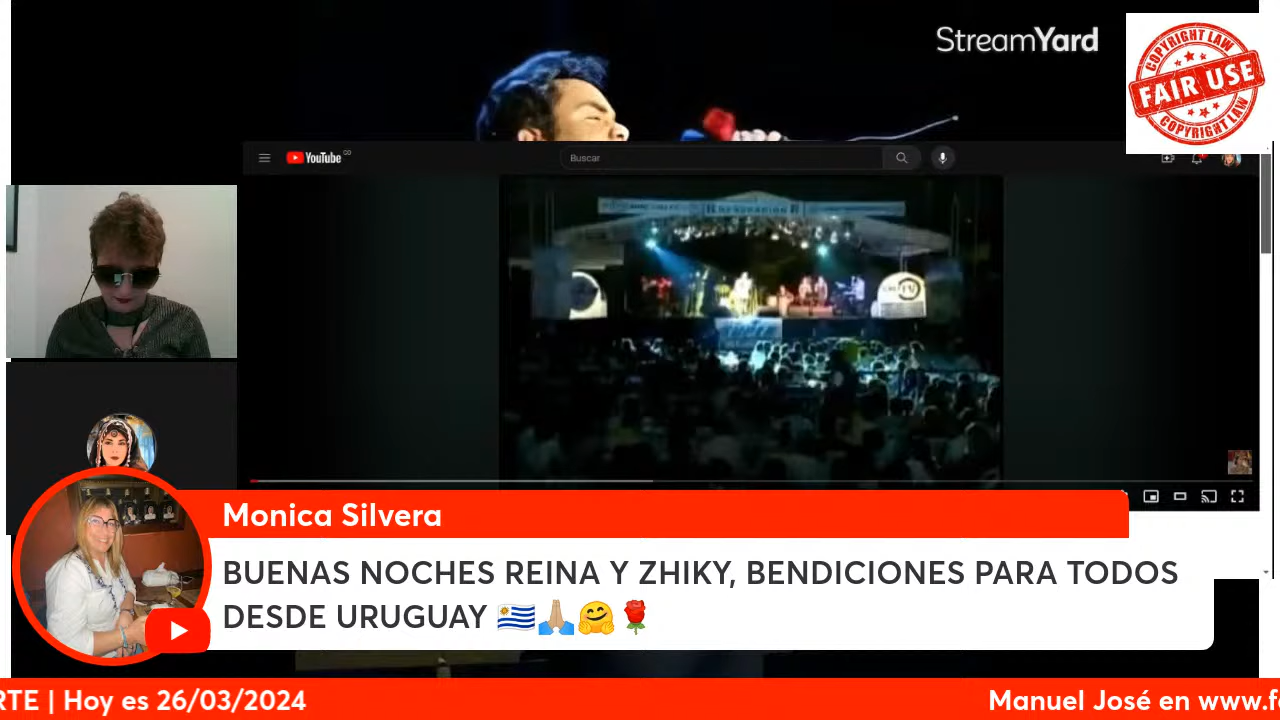 StreamYard
COPYRIGHT LAW
FAIR USE
COPYRIGHT LAW
YouTube
Buscar
Monica Silvera
BUENAS NOCHES REINA Y ZHIKY, BENDICIONES PARA TODOS
DESDE URUGUAY 🇺🇾🙏🏼🤗🌹
RTE | Hoy es 26/03/2024
Manuel José en www.fa